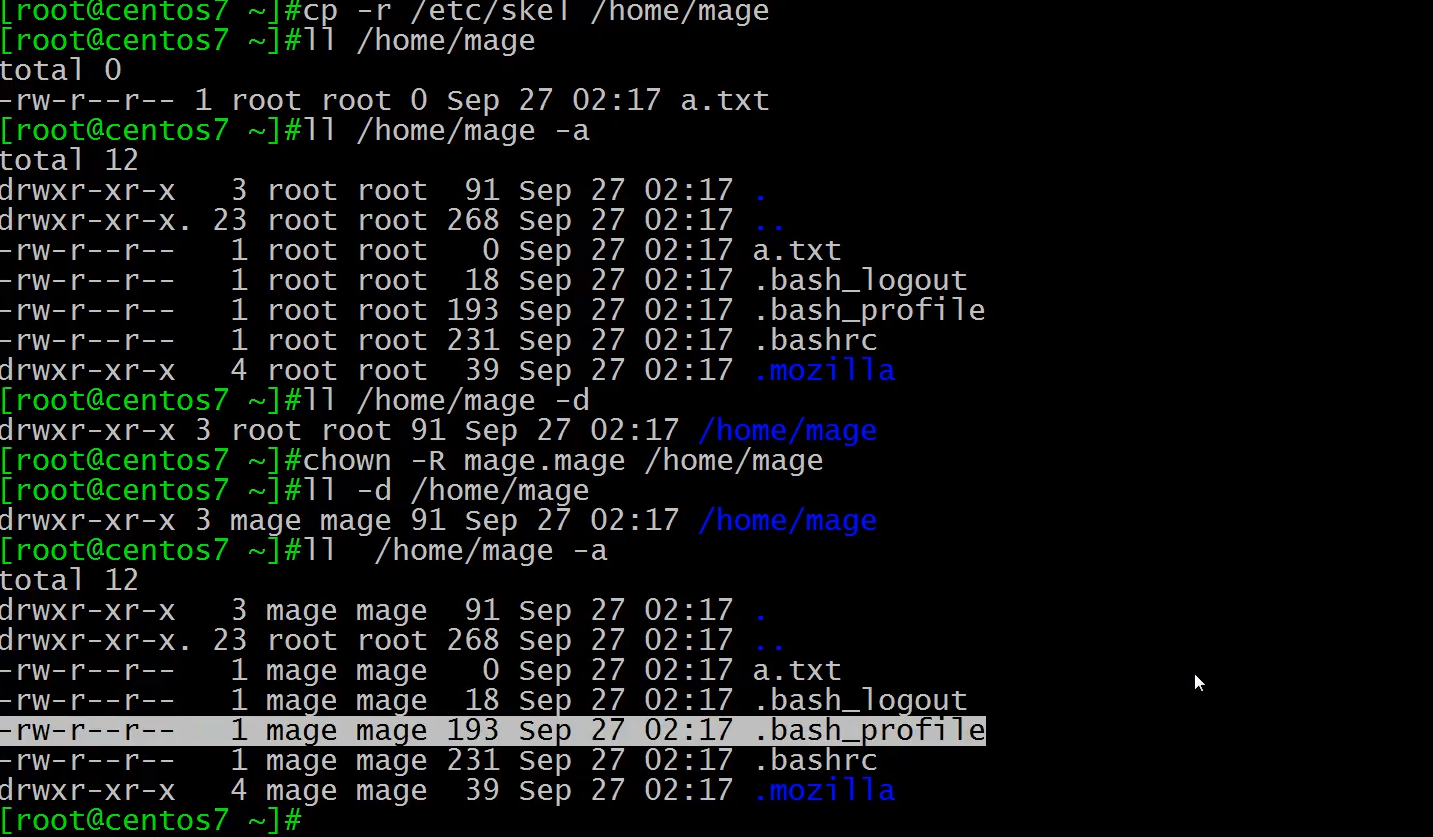 [root@centos7 ~]#cp -r /etc/skel /home/mage
[root@centos7 ~]#ll /home/mage
total 0
-rw-r--r-- 1 root root 0 Sep 27 02:17 a.txt
[root@centos7 ~]#ll /home/mage -a
total 12
drwxr-xr-x   3 root root  91 Sep 27 02:17 .
drwxr-xr-x. 23 root root 268 Sep 27 02:17 ..
-rw-r--r--   1 root root   0 Sep 27 02:17 a.txt
-rw-r--r--   1 root root  18 Sep 27 02:17 .bash_logout
-rw-r--r--   1 root root 193 Sep 27 02:17 .bash_profile
-rw-r--r--   1 root root 231 Sep 27 02:17 .bashrc
drwxr-xr-x   4 root root  39 Sep 27 02:17 .mozilla
[root@centos7 ~]#ll /home/mage -d
drwxr-xr-x 3 root root 91 Sep 27 02:17 /home/mage
[root@centos7 ~]#chown -R mage.mage /home/mage
[root@centos7 ~]#ll -d /home/mage
drwxr-xr-x 3 mage mage 91 Sep 27 02:17 /home/mage
[root@centos7 ~]#ll  /home/mage -a
total 12
drwxr-xr-x   3 mage mage  91 Sep 27 02:17 .
drwxr-xr-x. 23 root root 268 Sep 27 02:17 ..
-rw-r--r--   1 mage mage   0 Sep 27 02:17 a.txt
-rw-r--r--   1 mage mage  18 Sep 27 02:17 .bash_logout
-rw-r--r--   1 mage mage 193 Sep 27 02:17 .bash_profile
-rw-r--r--   1 mage mage 231 Sep 27 02:17 .bashrc
drwxr-xr-x   4 mage mage  39 Sep 27 02:17 .mozilla
[root@centos7 ~]#